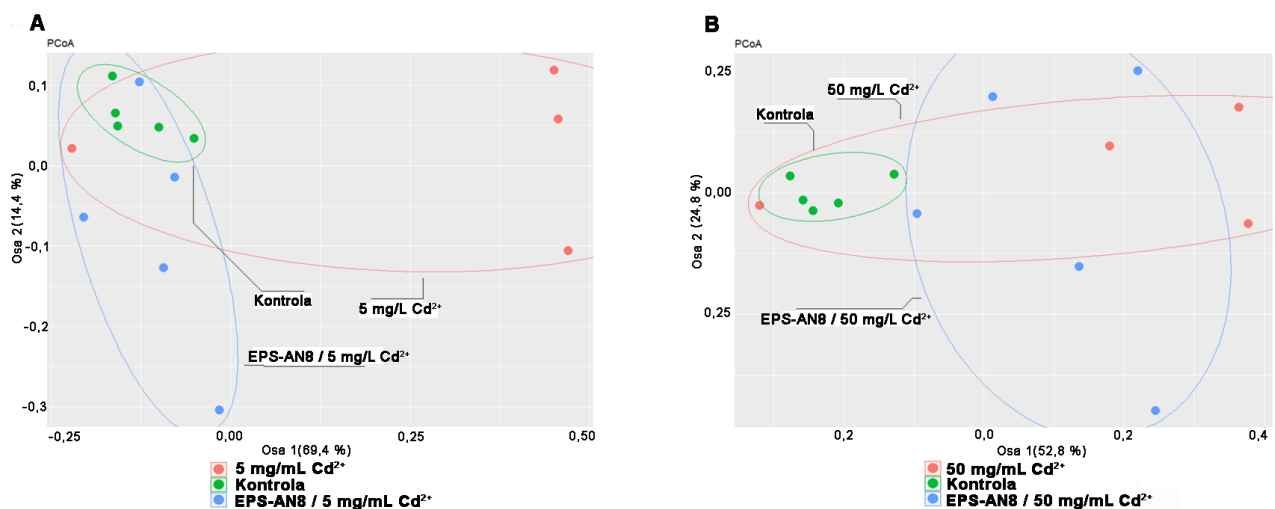 A
PCoA
0,1
0,0
-0,1
-0,2
-0,3
Osa 2(14,4 %)
-0,25
0,00
0,25
0,50
Osa 1(69,4 %)
Kontrola
5 mg/L Cd²⁺
EPS-AN8 / 5 mg/L Cd²⁺
5 mg/mL Cd²⁺
Kontrola
EPS-AN8 / 5 mg/mL Cd²⁺
B
PCoA
0,25
0,00
0,25
Osa 2 (24,8 %)
0,2
0,0
0,2
0,4
Osa 1(52,8 %)
50 mg/L Cd²⁺
Kontrola
EPS-AN8 / 50 mg/L Cd²⁺
50 mg/mL Cd²⁺
Kontrola
EPS-AN8 / 50 mg/mL Cd²⁺